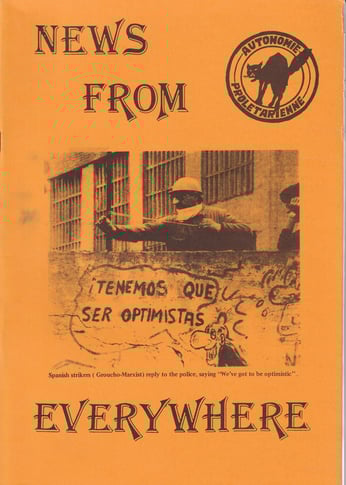 NEWS
FROM
AUTONOMIE
PROLETARIENNE
¡TENEMOS QUE
SER OPTIMISTAS
Spanish strikers ( Groucho-Marxist) reply to the police, saying "We've got to be optimistic".
EVERYWHERE